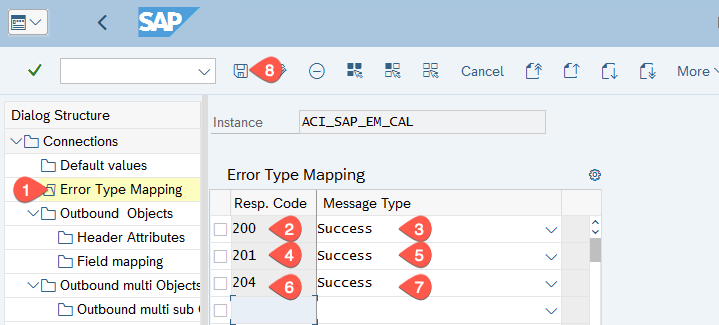 SAP
8
Cancel
More
Dialog Structure
Connections
Default values
1 Error Type Mapping
Outbound Objects
Header Attributes
Field mapping
Outbound multi Objects
Outbound multi sub
Instance ACI_SAP_EM_CAL
Error Type Mapping
Resp. Code Message Type
200 2 Success 3
201 4 Success 5
204 6 Success 7